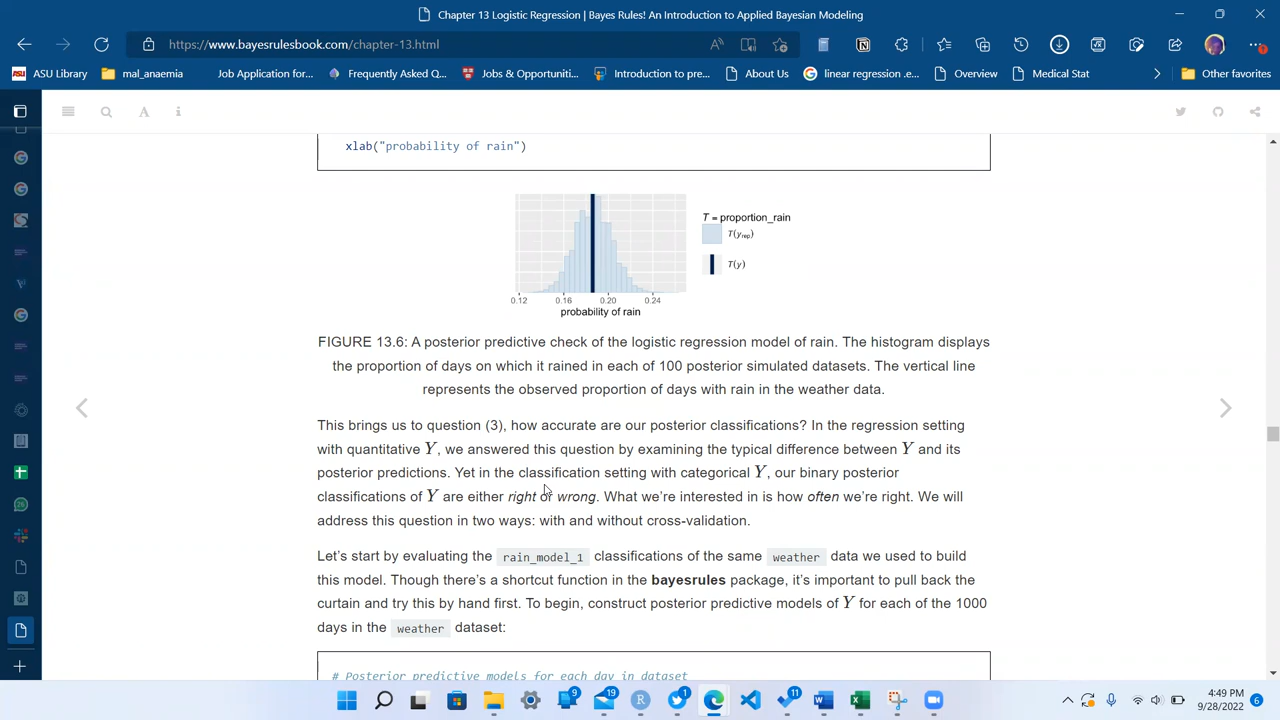 Chapter 13 Logistic Regression | Bayes Rules! An Introduction to Applied Bayesian Modeling
https://www.bayesrulesbook.com/chapter-13.html
ASU Library mal_anaemia Job Application for... Frequently Asked Q... Jobs & Opportuniti... Introduction to pre... About Us linear regression .e... Overview Medical Stat Other favorites
xlab("probability of rain")
T = proportion_rain
T(yrep)
T(y)
0.12 0.16 0.20 0.24
probability of rain
FIGURE 13.6: A posterior predictive check of the logistic regression model of rain. The histogram displays
the proportion of days on which it rained in each of 100 posterior simulated datasets. The vertical line
represents the observed proportion of days with rain in the weather data.
This brings us to question (3), how accurate are our posterior classifications? In the regression setting
with quantitative Y, we answered this question by examining the typical difference between Y and its
posterior predictions. Yet in the classification setting with categorical Y, our binary posterior
classifications of Y are either right or wrong. What we're interested in is how often we're right. We will
address this question in two ways: with and without cross-validation.
Let's start by evaluating the rain_model_1 classifications of the same weather data we used to build
this model. Though there's a shortcut function in the bayesrules package, it's important to pull back the
curtain and try this by hand first. To begin, construct posterior predictive models of Y for each of the 1000
days in the weather dataset:
# Posterior predictive models for each day in dataset
9 19 1 11
4:49 PM
9/28/2022 6